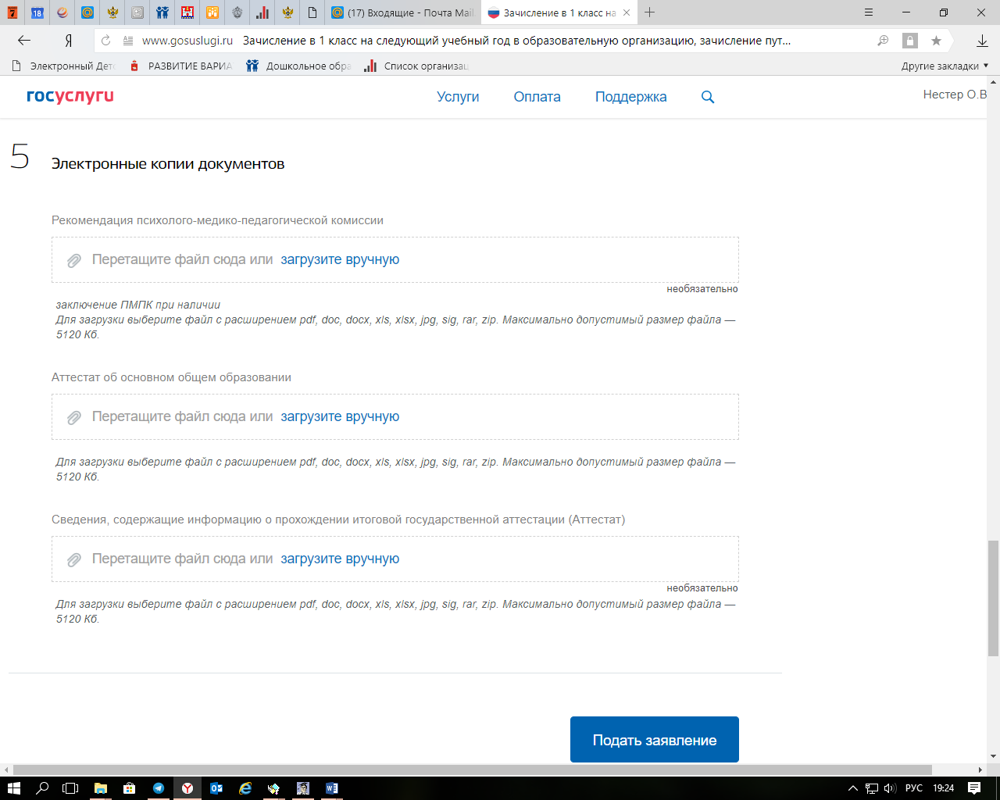 7
18
(17) Входящие - Почта Mail.
Зачисление в 1 класс на
Я
www.gosuslugi.ru Зачисление в 1 класс на следующий учебный год в образовательную организацию, зачисление пут...
Электронный Детс
РАЗВИТИЕ ВАРИА
Дошкольное обра
Список организац
Другие закладки
госуслуги
Услуги
Оплата
Поддержка
Нестер О.В
5 Электронные копии документов
Рекомендация психолого-медико-педагогической комиссии
Перетащите файл сюда или загрузите вручную
необязательно
заключение ПМПК при наличии
Для загрузки выберите файл с расширением pdf, doc, docx, xls, xlsx, jpg, sig, rar, zip. Максимально допустимый размер файла —
5120 Кб.
Аттестат об основном общем образовании
Перетащите файл сюда или загрузите вручную
Для загрузки выберите файл с расширением pdf, doc, docx, xls, xlsx, jpg, sig, rar, zip. Максимально допустимый размер файла —
5120 Кб.
Сведения, содержащие информацию о прохождении итоговой государственной аттестации (Аттестат)
Перетащите файл сюда или загрузите вручную
необязательно
Для загрузки выберите файл с расширением pdf, doc, docx, xls, xlsx, jpg, sig, rar, zip. Максимально допустимый размер файла —
5120 Кб.
Подать заявление
РУС
19:24